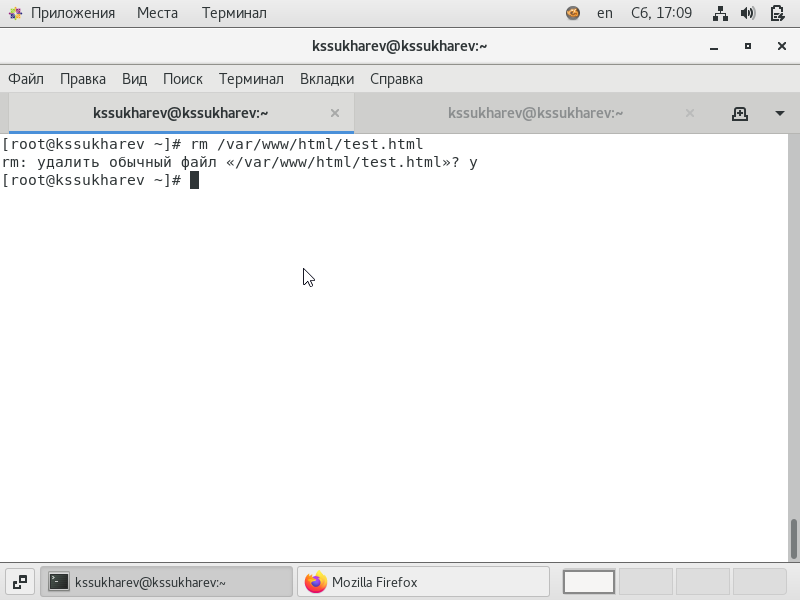 Приложения Места Терминал en Сб, 17:09
kssukharev@kssukharev:~
Файл Правка Вид Поиск Терминал Вкладки Справка
kssukharev@kssukharev:~ kssukharev@kssukharev:~
[root@kssukharev ~]# rm /var/www/html/test.html
rm: удалить обычный файл «/var/www/html/test.html»? y
[root@kssukharev ~]#
kssukharev@kssukharev:~ Mozilla Firefox